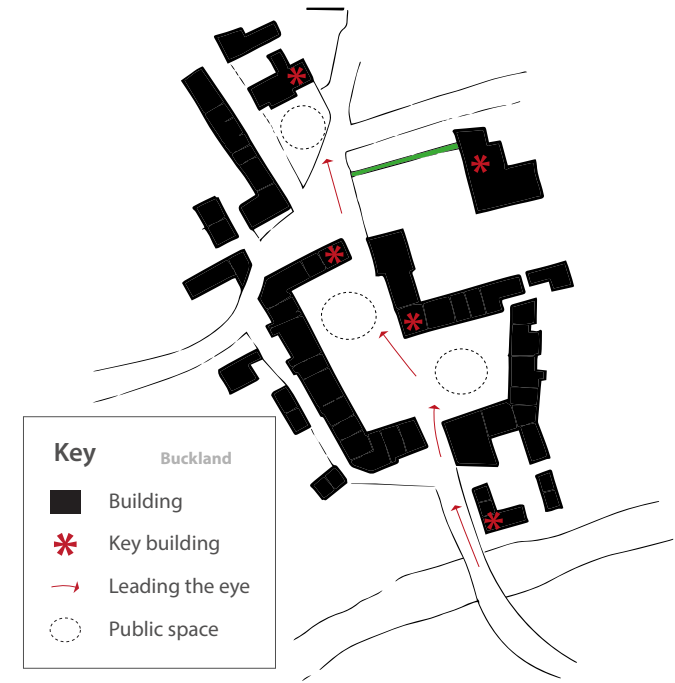 Key
Buckland
Building
Key building
Leading the eye
Public space